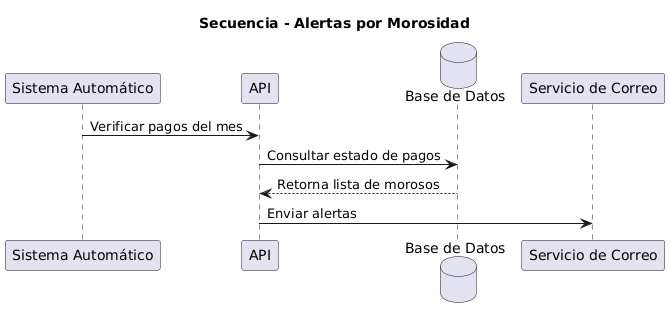 Secuencia - Alertas por Morosidad
Sistema Automático
API
Base de Datos
Servicio de Correo
Verificar pagos del mes
Consultar estado de pagos
Retorna lista de morosos
Enviar alertas
Sistema Automático
API
Base de Datos
Servicio de Correo